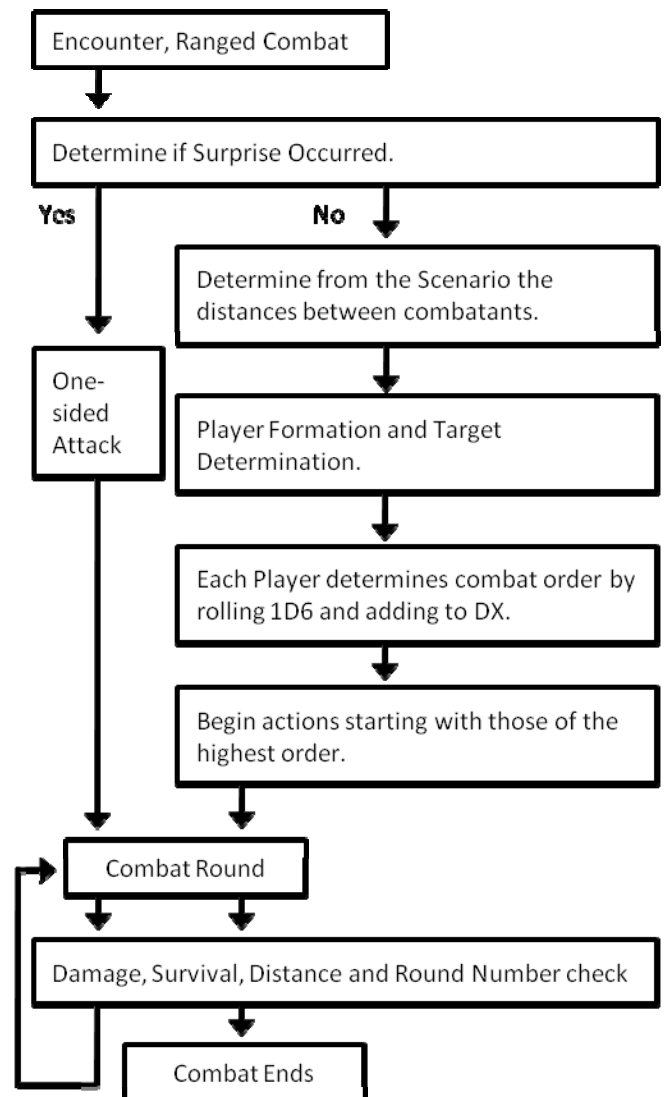 Encounter, Ranged Combat
Determine if Surprise Occurred.
Yes
No
Determine from the Scenario the
distances between combatants.
One-
sided
Attack
Player Formation and Target
Determination.
Each Player determines combat order by
rolling 1D6 and adding to DX.
Begin actions starting with those of the
highest order.
Combat Round
Damage, Survival, Distance and Round Number check
Combat Ends